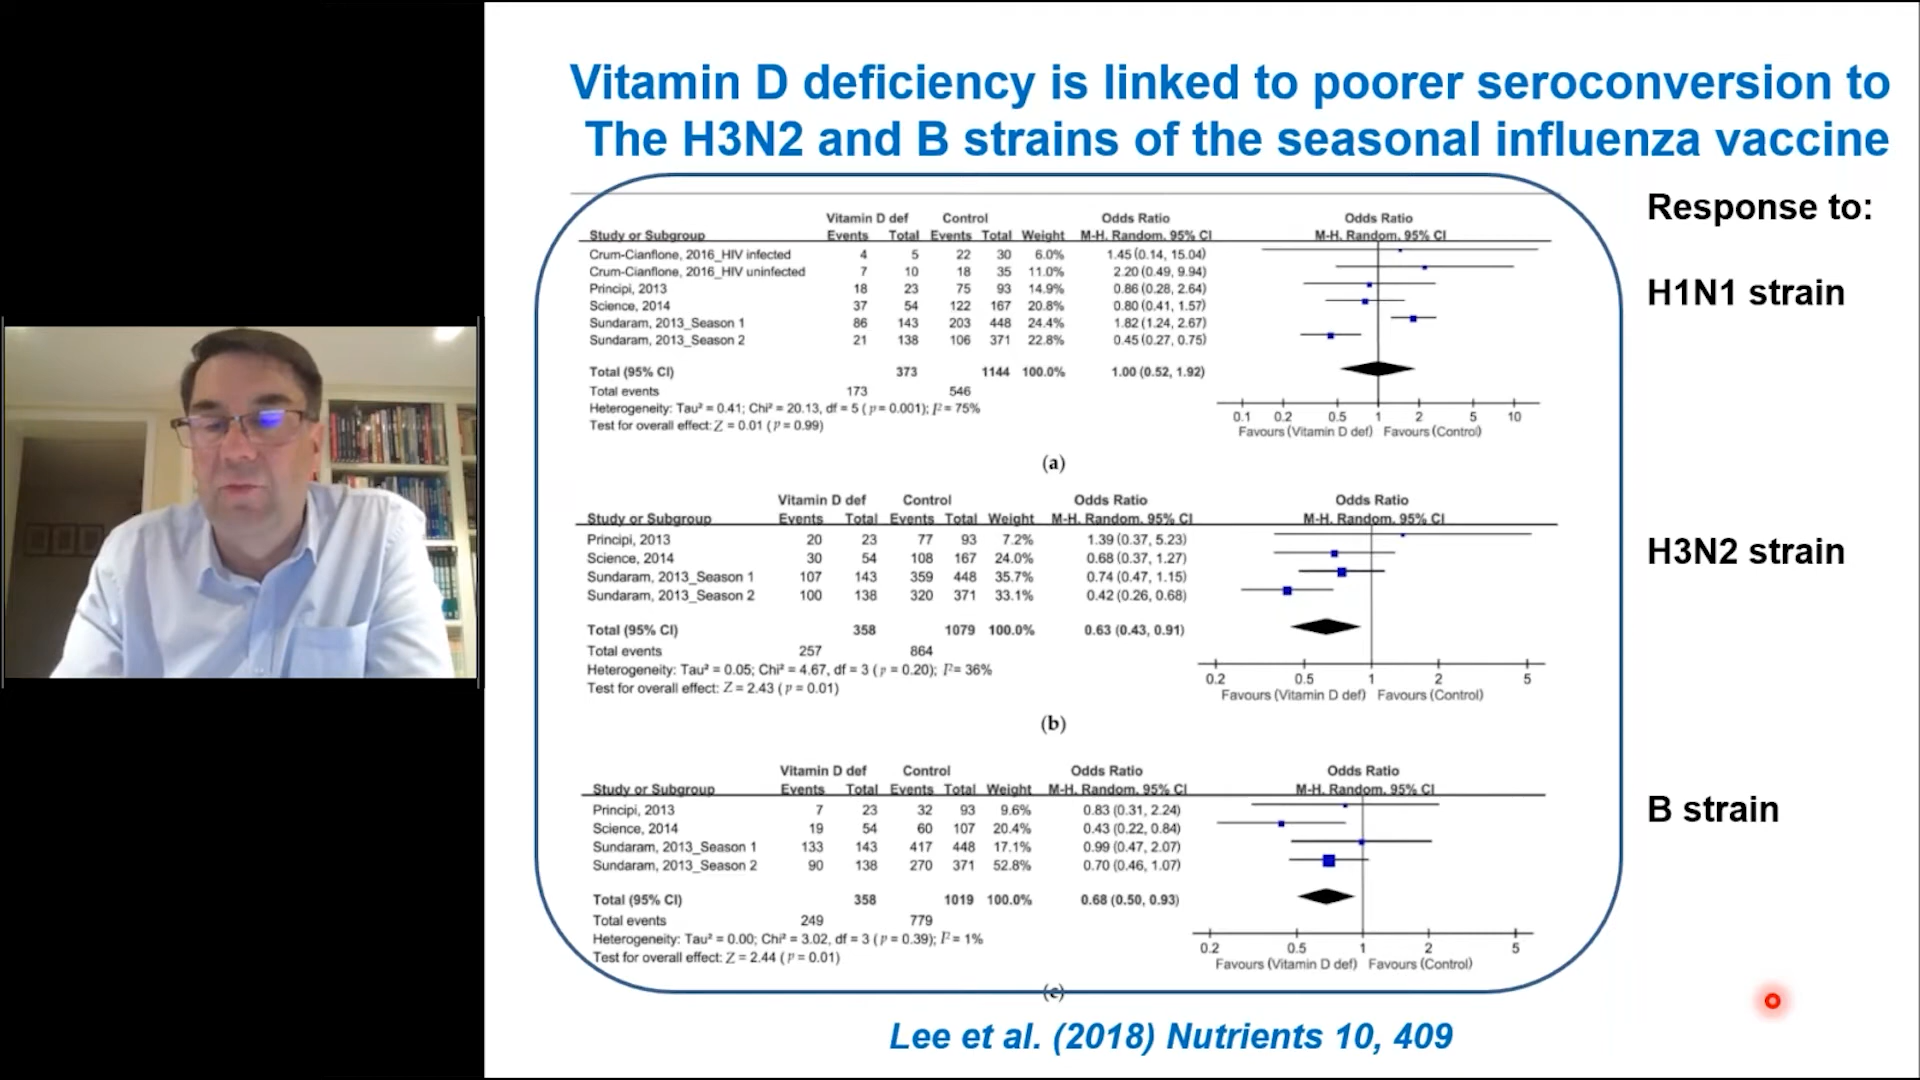 Vitamin D deficiency is linked to poorer seroconversion to
The H3N2 and B strains of the seasonal influenza vaccine
Response to:
H1N1 strain
Vitamin D def Control Odds Ratio Odds Ratio
Study or Subgroup Events Total Events Total Weight M-H. Random. 95% CI M-H. Random. 95% CI
Crum-Cianflone, 2016_HIV infected 4 5 22 30 6.0% 1.45 (0.14, 15.04)
Crum-Cianflone, 2016_HIV uninfected 7 10 18 35 11.0% 2.20 (0.49, 9.94)
Principi, 2013 18 23 75 93 14.9% 0.86 (0.28, 2.64)
Science, 2014 37 54 122 167 20.8% 0.80 (0.41, 1.57)
Sundaram, 2013_Season 1 86 143 203 448 24.4% 1.82 (1.24, 2.67)
Sundaram, 2013_Season 2 21 138 106 371 22.8% 0.45 (0.27, 0.75)
Total (95% CI) 373 1144 100.0% 1.00 (0.52, 1.92)
Total events 173 546
Heterogeneity: Tau² = 0.41; Chi² = 20.13, df = 5 (p = 0.001); I² = 75%
Test for overall effect: Z = 0.01 (p = 0.99)
0.1 0.2 0.5 1 2 5 10
Favours (Vitamin D def) Favours (Control)
(a)
H3N2 strain
Vitamin D def Control Odds Ratio Odds Ratio
Study or Subgroup Events Total Events Total Weight M-H. Random. 95% CI M-H. Random. 95% CI
Principi, 2013 20 23 77 93 7.2% 1.39 (0.37, 5.23)
Science, 2014 30 54 108 167 24.0% 0.68 (0.37, 1.27)
Sundaram, 2013_Season 1 107 143 359 448 35.7% 0.74 (0.47, 1.15)
Sundaram, 2013_Season 2 100 138 320 371 33.1% 0.42 (0.26, 0.68)
Total (95% CI) 358 1079 100.0% 0.63 (0.43, 0.91)
Total events 257 864
Heterogeneity: Tau² = 0.05; Chi² = 4.67, df = 3 (p = 0.20); I² = 36%
Test for overall effect: Z = 2.43 (p = 0.01)
0.2 0.5 1 2 5
Favours (Vitamin D def) Favours (Control)
(b)
B strain
Vitamin D def Control Odds Ratio Odds Ratio
Study or Subgroup Events Total Events Total Weight M-H. Random. 95% CI M-H. Random. 95% CI
Principi, 2013 7 23 32 93 9.6% 0.83 (0.31, 2.24)
Science, 2014 19 54 60 107 20.4% 0.43 (0.22, 0.84)
Sundaram, 2013_Season 1 133 143 417 448 17.1% 0.99 (0.47, 2.07)
Sundaram, 2013_Season 2 90 138 270 371 52.8% 0.70 (0.46, 1.07)
Total (95% CI) 358 1019 100.0% 0.68 (0.50, 0.93)
Total events 249 779
Heterogeneity: Tau² = 0.00; Chi² = 3.02, df = 3 (p = 0.39); I² = 1%
Test for overall effect: Z = 2.44 (p = 0.01)
0.2 0.5 1 2 5
Favours (Vitamin D def) Favours (Control)
(c)
Lee et al. (2018) Nutrients 10, 409